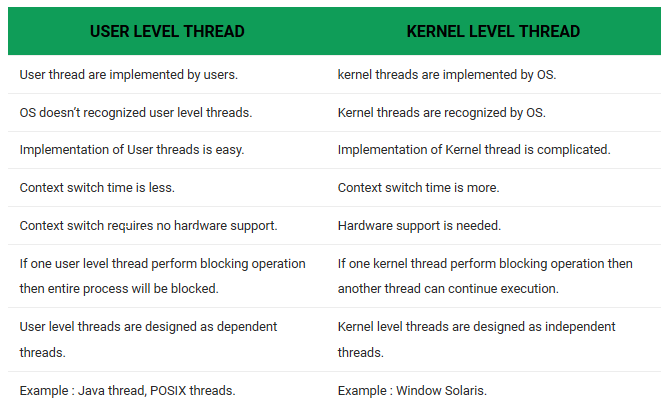 USER LEVEL THREAD KERNEL LEVEL THREAD
User thread are implemented by users. kernel threads are implemented by OS.
OS doesn't recognized user level threads. Kernel threads are recognized by OS.
Implementation of User threads is easy. Implementation of Kernel thread is complicated.
Context switch time is less. Context switch time is more.
Context switch requires no hardware support. Hardware support is needed.
If one user level thread perform blocking operation If one kernel thread perform blocking operation then
then entire process will be blocked. another thread can continue execution.
User level threads are designed as dependent Kernel level threads are designed as independent
threads. threads.
Example : Java thread, POSIX threads. Example : Window Solaris.